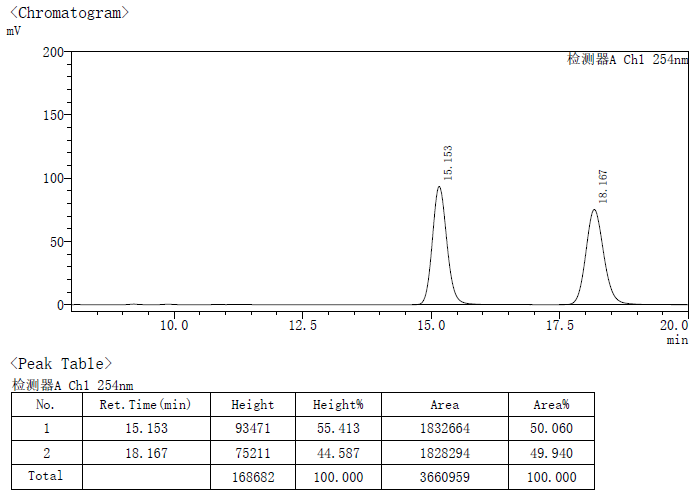 <Chromatogram>
mV
检测器A Ch1 254nm
200
150
100
50
0
15.153
18.167
10.0 12.5 15.0 17.5 20.0
min
<Peak Table>
检测器A Ch1 254nm
No. Ret.Time(min) Height Height% Area Area%
1 15.153 93471 55.413 1832664 50.060
2 18.167 75211 44.587 1828294 49.940
Total 168682 100.000 3660959 100.000